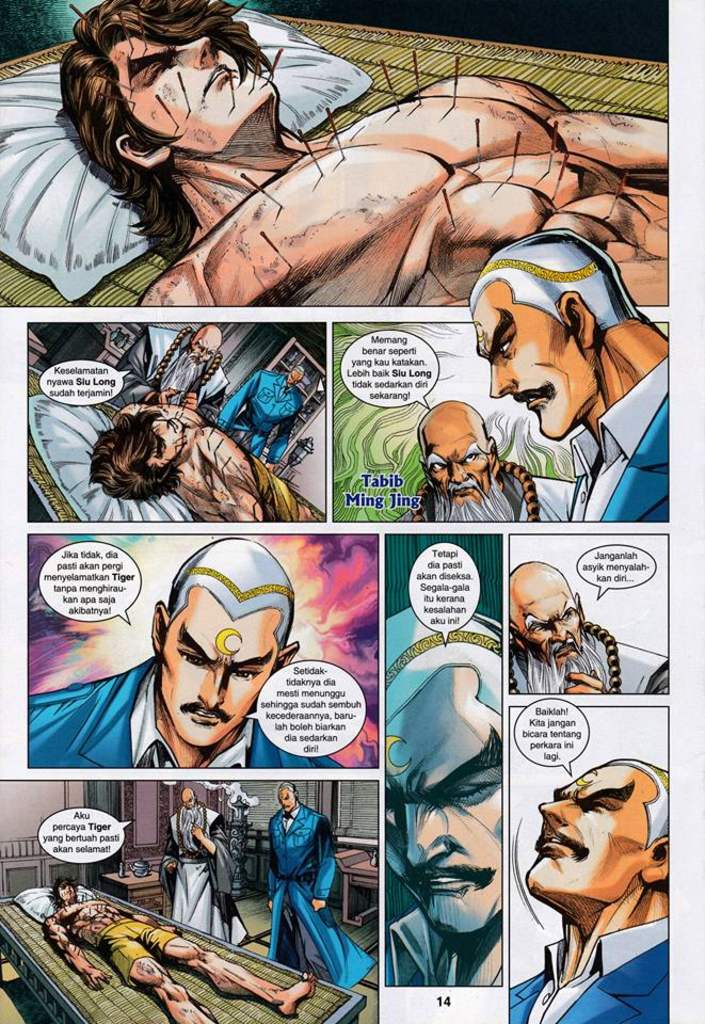 Keselamatan
nyawa Siu Long
sudah terjamin!
Memang
benar seperti
yang kau katakan.
Lebih baik Siu Long
tidak sedarkan diri
sekarang!
Tabib
Ming Jing
Jika tidak, dia
pasti akan pergi
menyelamatkan Tiger
tanpa menghirau-
kan apa saja
akibatnya!
Setidak-
tidaknya dia
mesti menunggu
sehingga sudah sembuh
kecederaannya, baru-
lah boleh biarkan
dia sedarkan
diri!
Tetapi
dia pasti
akan diseksa.
Segala-gala
itu kerana
kesalahan
aku ini!
Janganlah
asyik menyalah-
kan diri...
Baiklah!
Kita jangan
bicara tentang
perkara ini
lagi.
Aku
percaya Tiger
yang bertuah pasti
akan selamat!
14